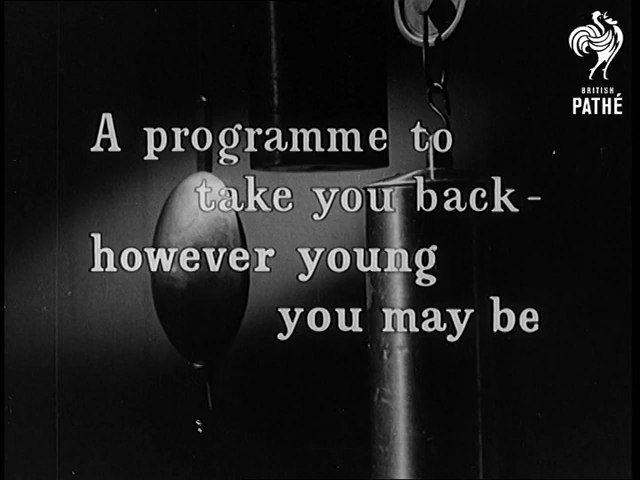 A programme to
take you back -
however young
you may be
BRITISH
PATHÉ